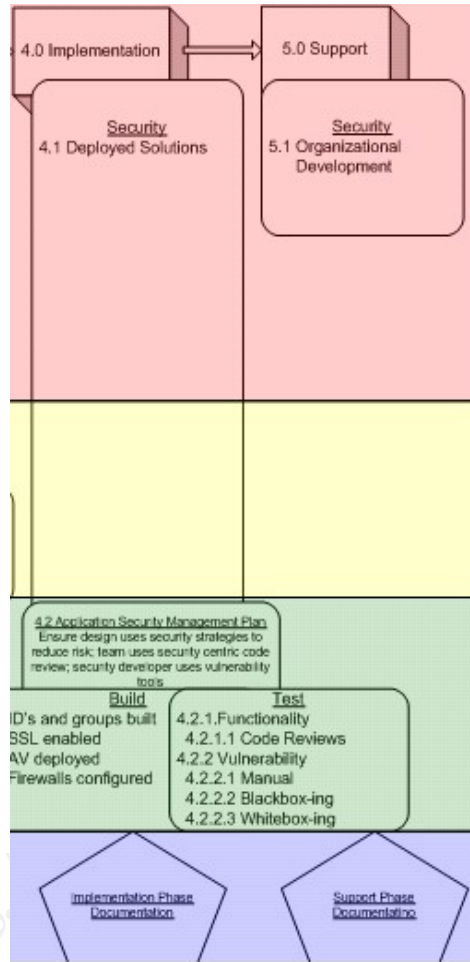 4.0 Implementation
5.0 Support
Security
4.1 Deployed Solutions
Security
5.1 Organizational
Development
4.2 Application Security Management Plan
Ensure design uses security strategies to
reduce risk; team uses security centric code
review; security developer uses vulnerability
tools
Build
ID's and groups built
SSL enabled
AV deployed
Firewalls configured
Test
4.2.1.Functionality
4.2.1.1 Code Reviews
4.2.2 Vulnerability
4.2.2.1 Manual
4.2.2.2 Blackbox-ing
4.2.2.3 Whitebox-ing
Implementation Phase
Documentation
Support Phase
Documentatino